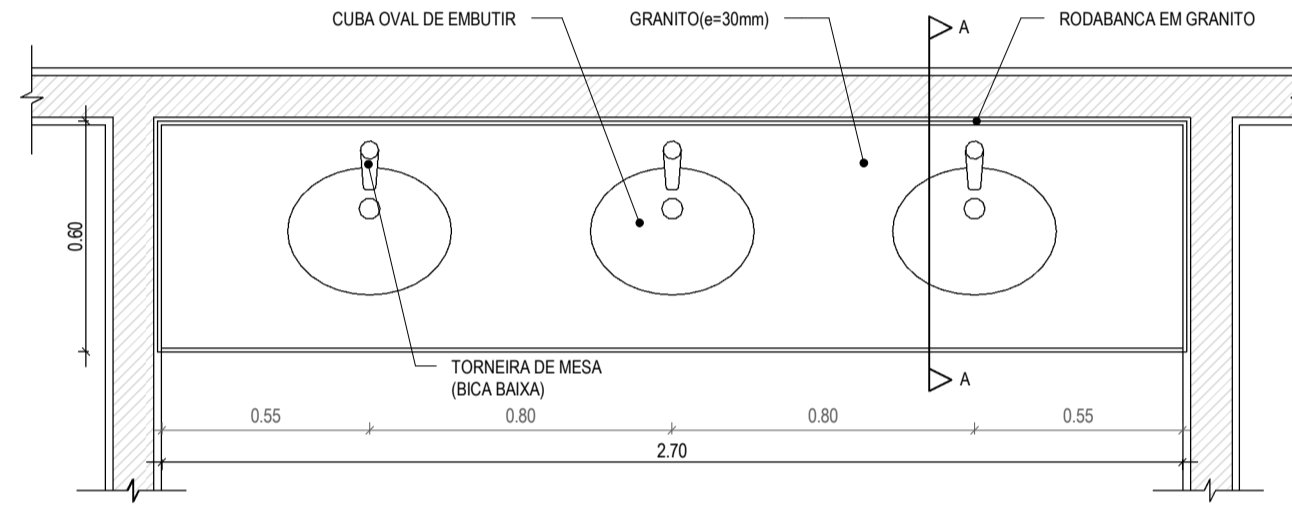 CUBA OVAL DE EMBUTIR
GRANITO(e=30mm)
A
RODABANCA EM GRANITO
0.60
TORNEIRA DE MESA
(BICA BAIXA)
A
0.55
0.80
0.80
0.55
2.70